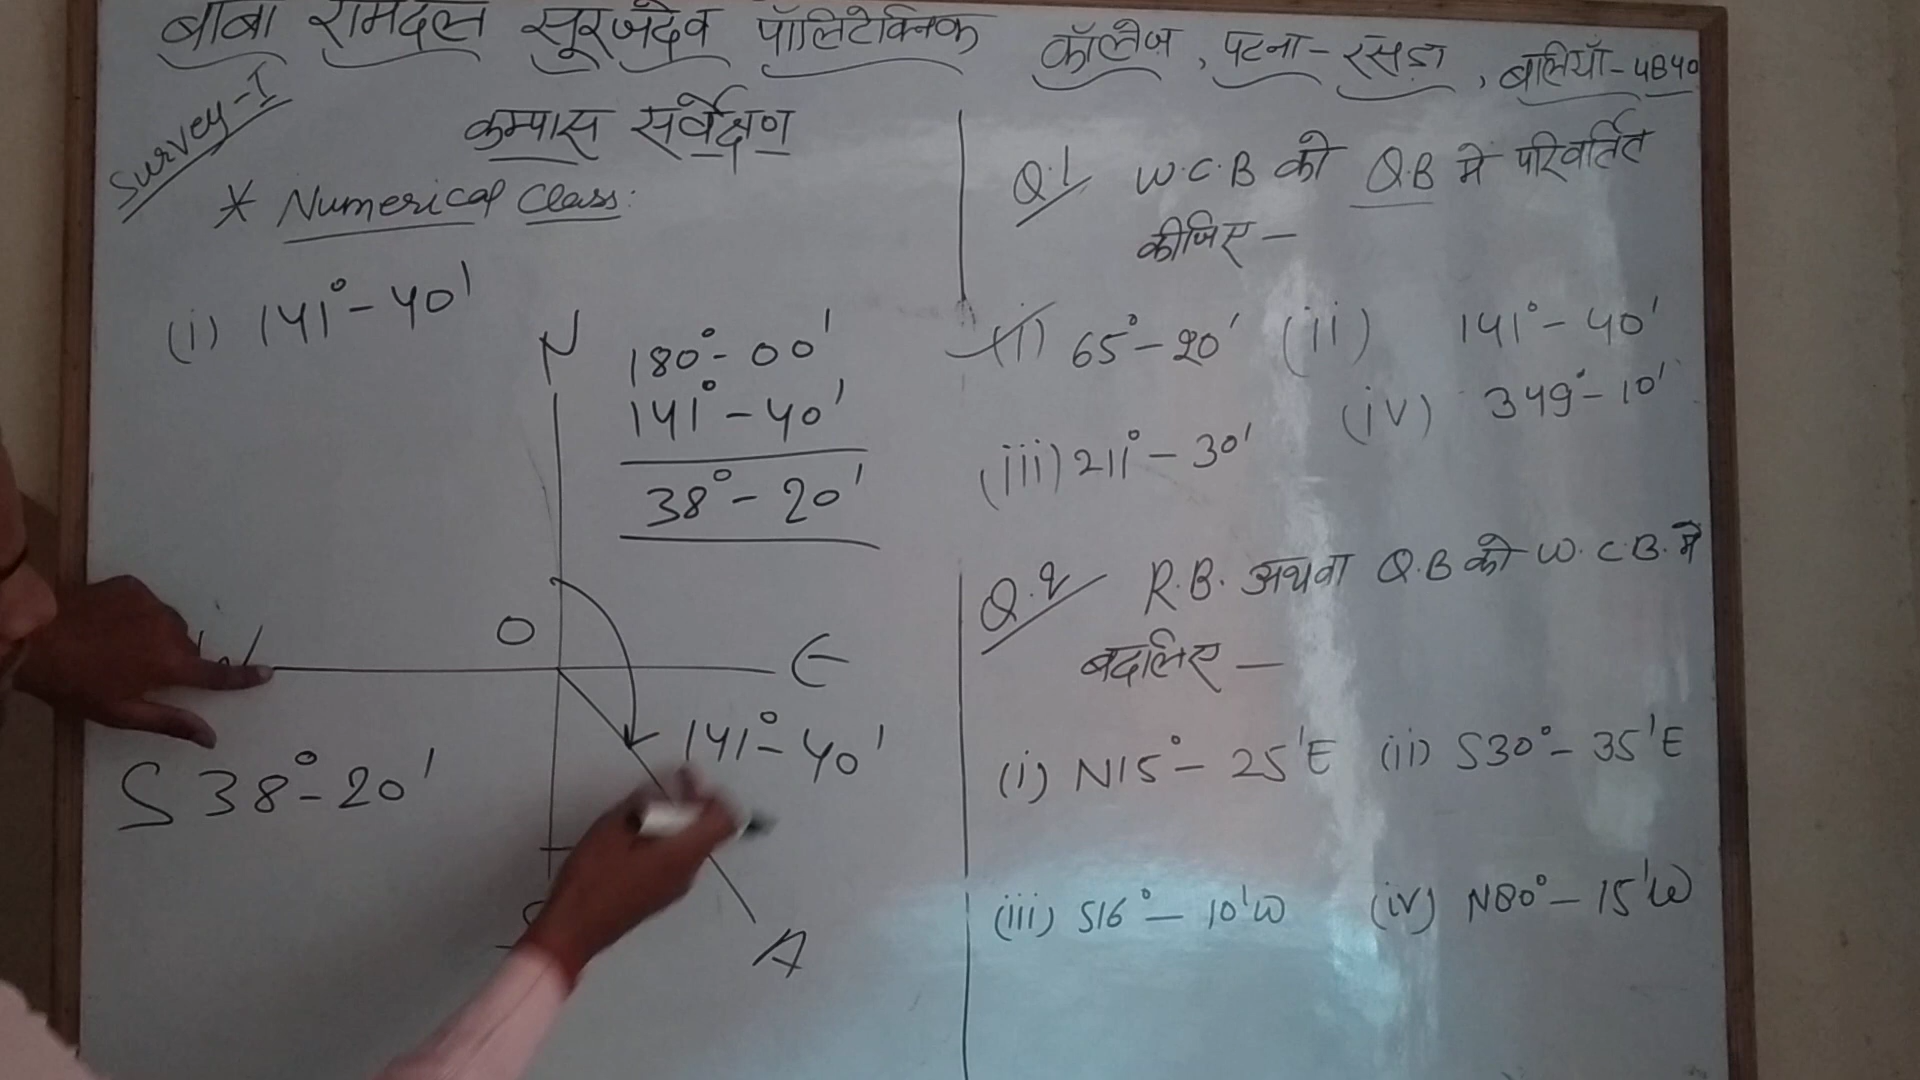 बाबा रामदल सूरजदेव पॉलिटेक्निक कॉलेज, पटना-रसड़ा, बालियाँ-UBUO
Survey-I
कम्पास सर्वेक्षण
* Numerical Class:
(i) 141°-40'
N
180°-00'
141°-40'
38°-20'
O
W
E
141°-40'
S 38°-20'
S
A
Q.1 W.C.B को Q.B मे परिवर्तित
कीजिए-
(i) 65°-20' (ii) 141°-40'
(iii) 211°-30' (iv) 349°-10'
Q.2 R.B. अथवा Q.B को W.C.B. मे
बदलिए-
(i) N15°-25'E (ii) S30°-35'E
(iii) S16°-10'W (iv) N80°-15'W